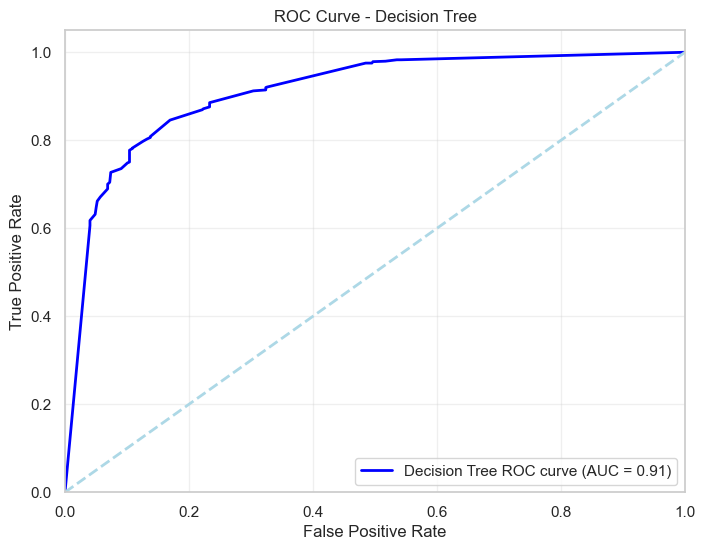 ROC Curve - Decision Tree
True Positive Rate
1.0
0.8
0.6
0.4
0.2
0.0
Decision Tree ROC curve (AUC = 0.91)
0.0 0.2 0.4 0.6 0.8 1.0
False Positive Rate